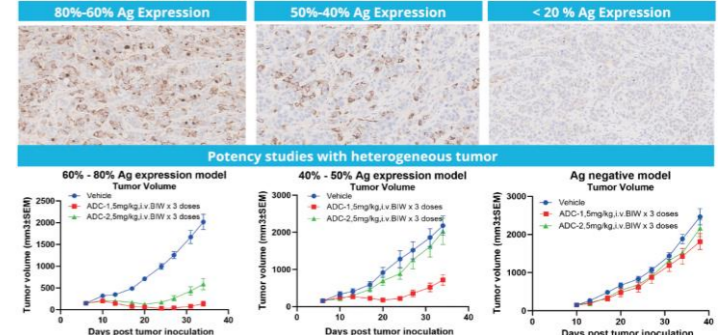 80%-60% Ag Expression
50%-40% Ag Expression
< 20 % Ag Expression
Potency studies with heterogeneous tumor
60% - 80% Ag expression model
Tumor Volume
Vehicle
ADC-1,5mg/kg,i.v.BIW x 3 doses
ADC-2,5mg/kg,i.v.BIW x 3 doses
Tumor volume (mm3±SEM)
2500
2000
1500
1000
500
0
0
10
20
30
40
Days post tumor inoculation
40% - 50% Ag expression model
Tumor Volume
Vehicle
ADC-1,5mg/kg,i.v.BIW x 3 doses
ADC-2,5mg/kg,i.v.BIW x 3 doses
Tumor volume (mm3±SEM)
3000
2000
1000
0
0
10
20
30
40
Days post tumor inoculation
Ag negative model
Tumor Volume
Vehicle
ADC-1,5mg/kg,i.v.BIW x 3 doses
ADC-2,5mg/kg,i.v.BIW x 3 doses
Tumor volume (mm3±SEM)
3000
2000
1000
0
0
10
20
30
40
Days post tumor inoculation